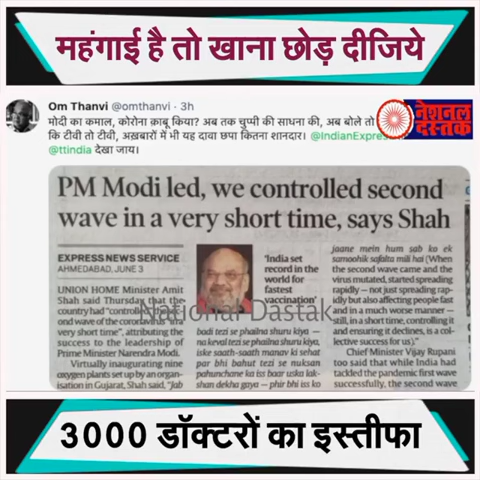 महंगाई है तो खाना छोड़ दीजिये
Om Thanvi @omthanvi · 3h
मोदी का कमाल, कोरोना क़ाबू किया? अब तक चुप्पी की साधना की, अब बोले तो
कि टीवी तो टीवी, अख़बारों में भी यह दावा छपा कितना शानदार। @IndianExpres
@ttindia देखा जाय।
नेशनल
दस्तक
PM Modi led, we controlled second
wave in a very short time, says Shah
EXPRESS NEWS SERVICE
AHMEDABAD, JUNE 3
UNION HOME Minister Amit
Shah said Thursday that the
country had "controlled the sec-
ond wave of the coronavirus in a
very short time", attributing the
success to the leadership of
Prime Minister Narendra Modi.
Virtually inaugurating nine
oxygen plants set up by an organ-
isation in Gujarat, Shah said, "Jab
'India set
record in the
world for
fastest
vaccination'
badi tezi se phailna shuru kiya —
na keval tezi se phailna shuru kiya,
iske saath-saath manav ki sehat
par bhi bahut tezi se nuksan
pahunchane ka iss baar uska lak-
shan dekha gaya — phir bhi iss ko
jaane mein hum sab ko ek
samoohik safalta mili hai (When
the second wave came and the
virus mutated, started spreading
rapidly — not just spreading rap-
idly but also affecting people fast
and in a much worse manner —
still, in a short time, controlling it
and ensuring it declines, is a col-
lective success for us)."
Chief Minister Vijay Rupani
too said that while India had
tackled the pandemic first wave
successfully, the second wave
National Dastak
3000 डॉक्टरों का इस्तीफा